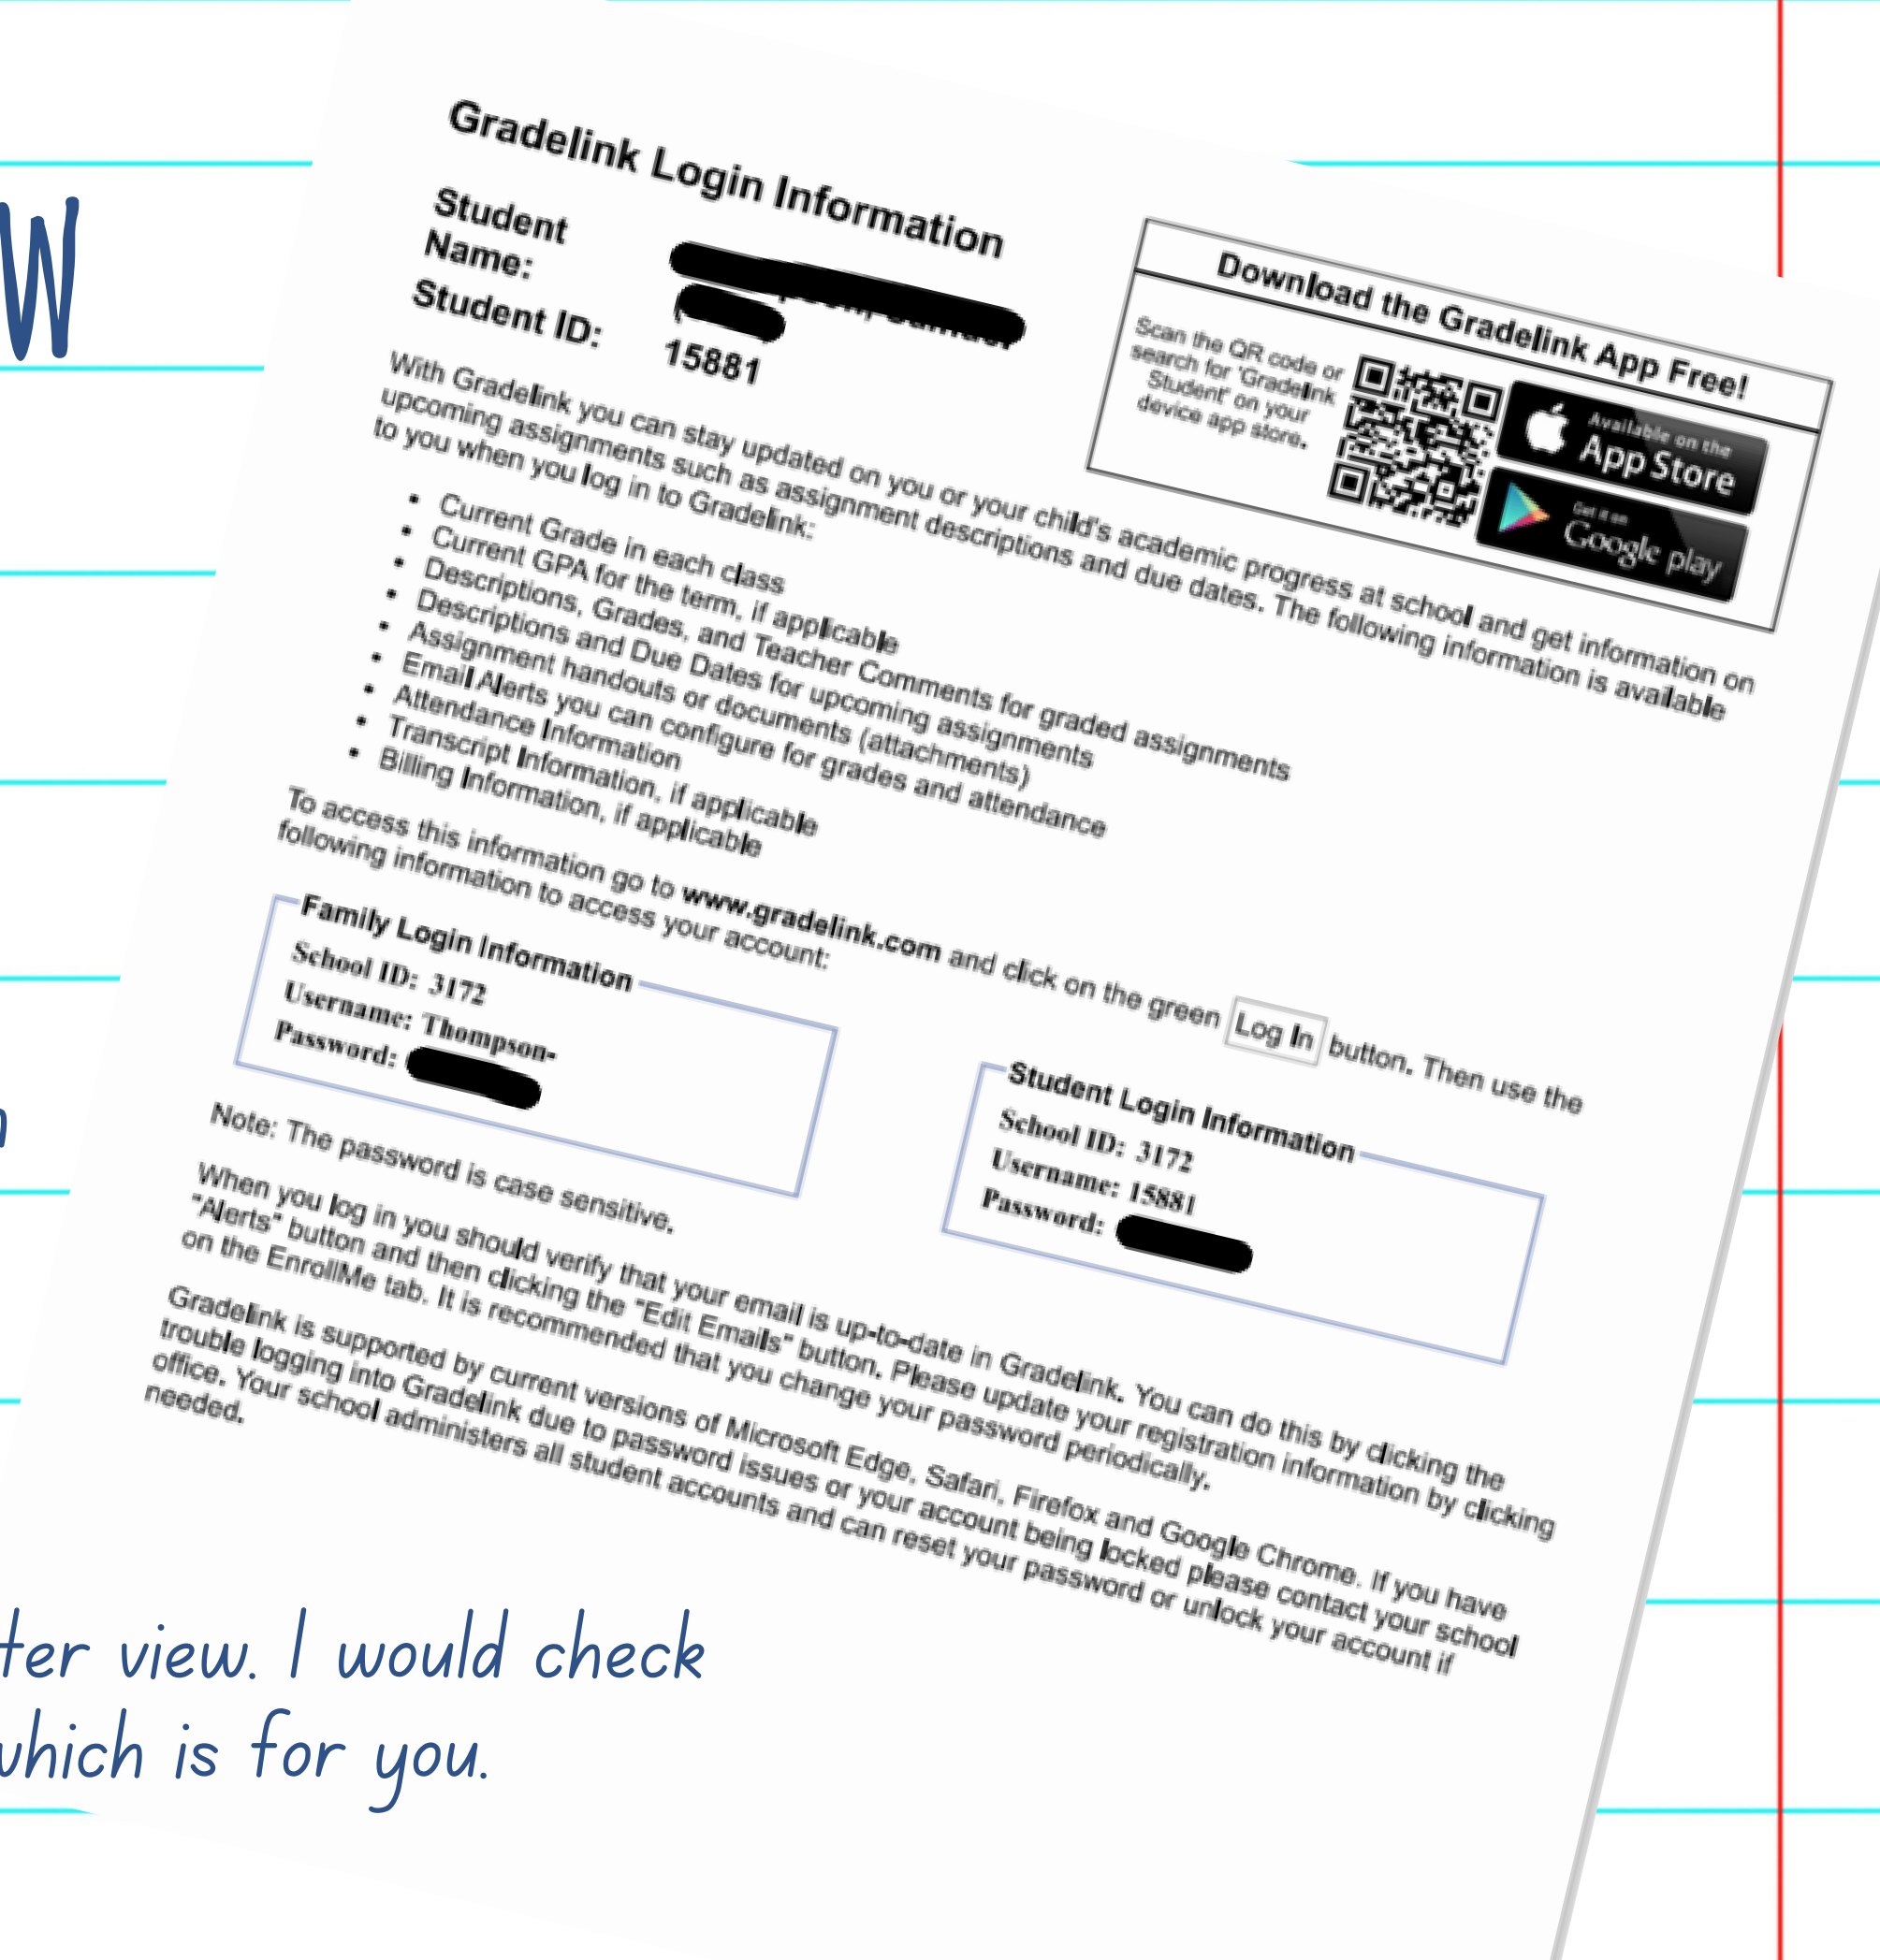 W
Gradelink Login Information
Student
Name:
Student ID:
15881
Download the Gradelink App Free!
Scan the QR code or
search for 'Gradelink
Student' on your
device app store.
Available on the
App Store
Get it on
Google play
With Gradelink you can stay updated on you or your child's academic progress at school and get information on
upcoming assignments such as assignment descriptions and due dates. The following information is available
to you when you log in to Gradelink:
• Current Grade in each class
• Current GPA for the term, if applicable
• Descriptions, Grades, and Teacher Comments for graded assignments
• Descriptions and Due Dates for upcoming assignments
• Assignment handouts or documents (attachments)
• Email Alerts you can configure for grades and attendance
• Attendance Information
• Transcript Information, if applicable
• Billing Information, if applicable
To access this information go to www.gradelink.com and click on the green Log In button. Then use the
following information to access your account:
Family Login Information
School ID: 3172
Username: Thompson-
Password:
Student Login Information
School ID: 3172
Username: 15881
Password:
Note: The password is case sensitive.
When you log in you should verify that your email is up-to-date in Gradelink. You can do this by clicking the
"Alerts" button and then clicking the "Edit Emails" button. Please update your registration information by clicking
on the EnrollMe tab. It is recommended that you change your password periodically.
Gradelink is supported by current versions of Microsoft Edge, Safari, Firefox and Google Chrome. If you have
trouble logging into Gradelink due to password issues or your account being locked please contact your school
office. Your school administers all student accounts and can reset your password or unlock your account if
needed.
ter view. I would check
which is for you.